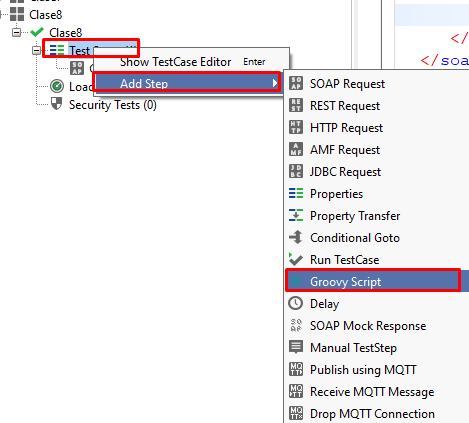 Clase8
Clase8
Test
Show TestCase Editor Enter
Add Step
Load
Security Tests (0)
</
</soa
SOAP Request
REST Request
HTTP Request
AMF Request
JDBC Request
Properties
Property Transfer
Conditional Goto
Run TestCase
Groovy Script
Delay
SOAP Mock Response
Manual TestStep
Publish using MQTT
Receive MQTT Message
Drop MQTT Connection